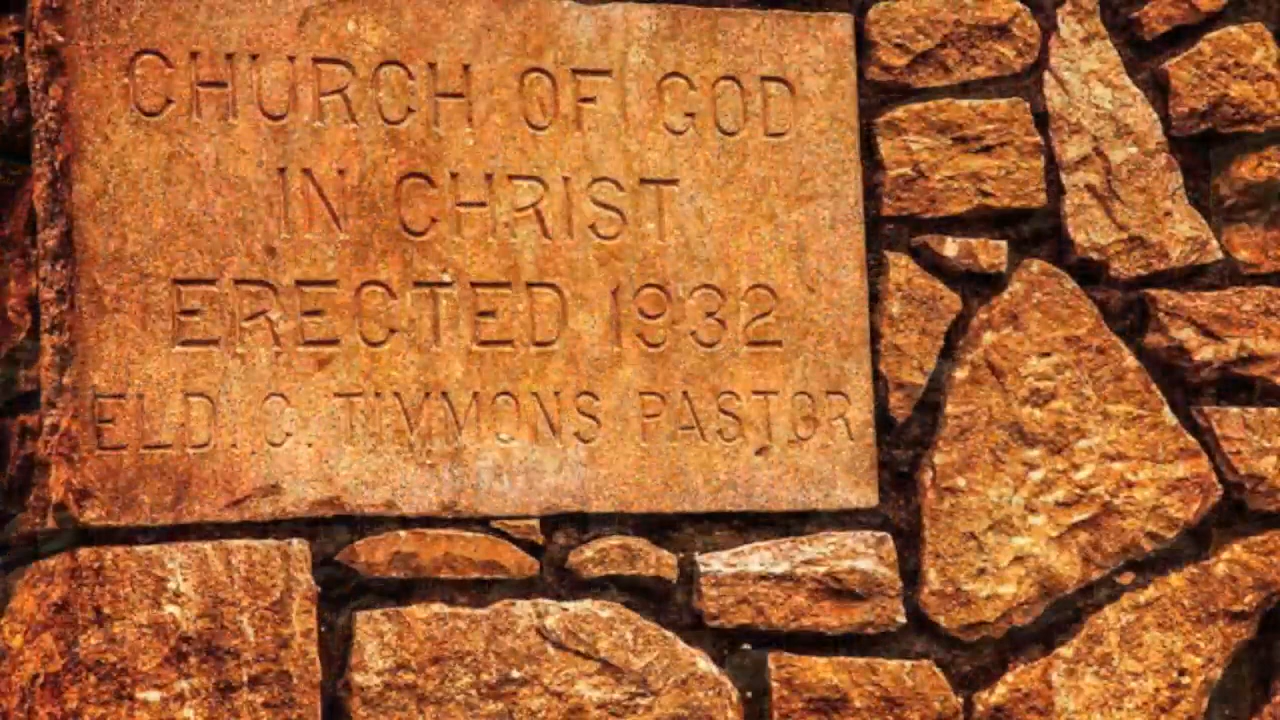 CHURCH OF GOD
IN CHRIST
ERECTED 1932
ELD. C. TIMMONS PASTOR